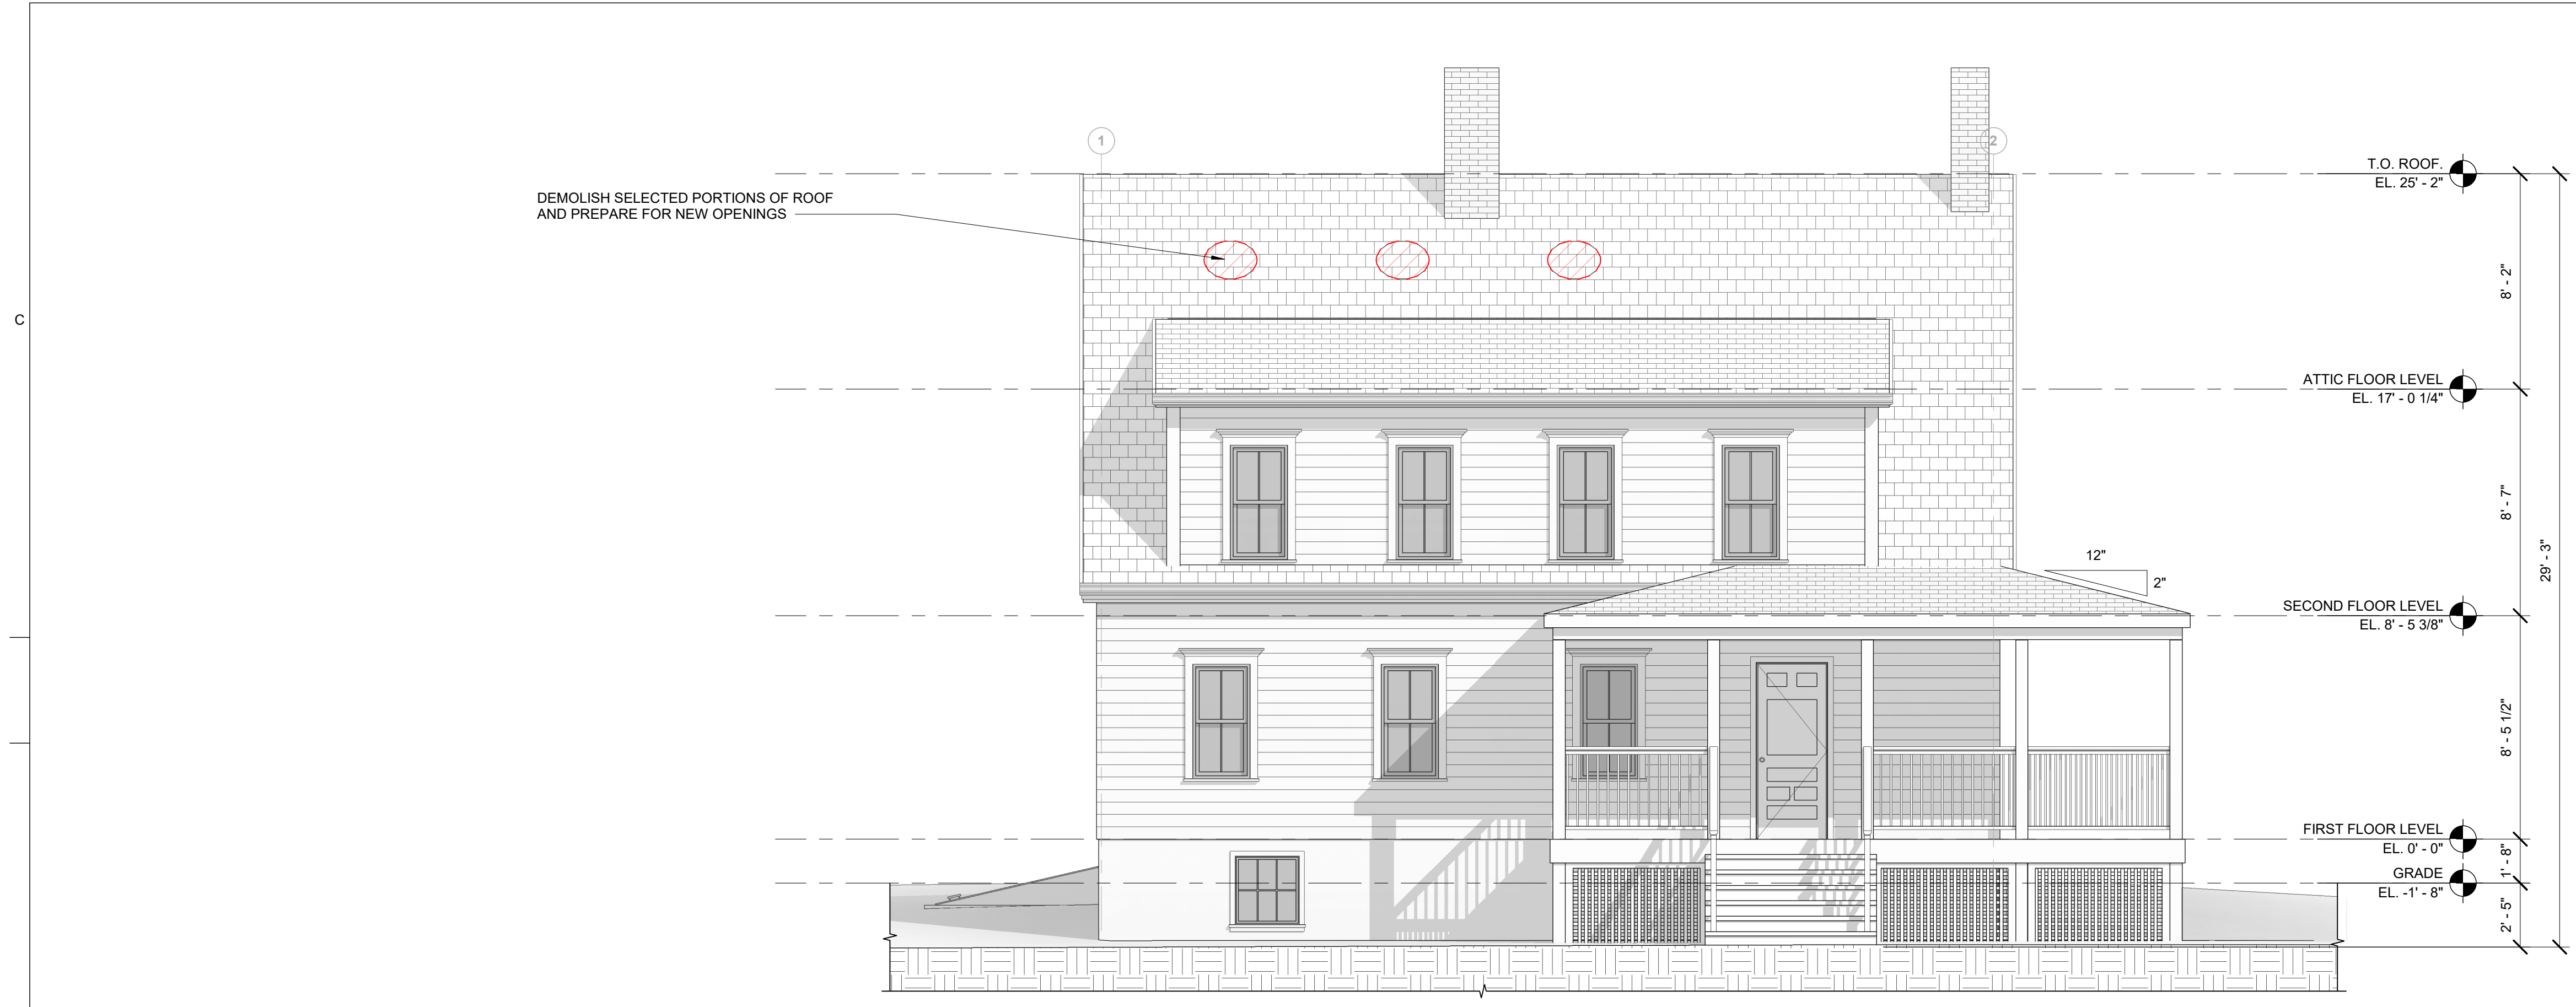 1
2
T.O. ROOF.
EL. 25' - 2"
DEMOLISH SELECTED PORTIONS OF ROOF
AND PREPARE FOR NEW OPENINGS
8' - 2"
C
ATTIC FLOOR LEVEL
EL. 17' - 0 1/4"
8' - 7"
12"
2"
29' - 3"
SECOND FLOOR LEVEL
EL. 8' - 5 3/8"
8' - 5 1/2"
FIRST FLOOR LEVEL
EL. 0' - 0"
1' - 8"
GRADE
EL. -1' - 8"
2' - 5"